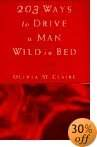 203 WAYS
to DRIVE
a MAN
WILD in BED
OLIVIA ST. CLAIRE
30%
off!